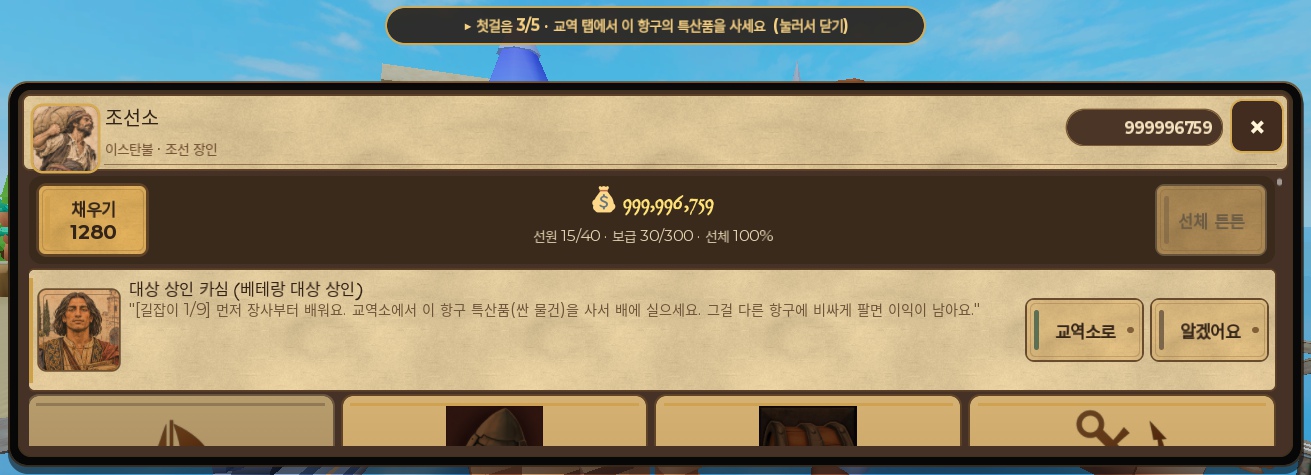 ▸ 첫걸음 3/5 · 교역 탭에서 이 항구의 특산품을 사세요 (눌러서 닫기)
조선소
999996759
×
이스탄불 · 조선 장인
채우기
1280
$ 999,996,759
선원 15/40 · 보급 30/300 · 선체 100%
선체 튼튼
대상 상인 카심 (베테랑 대상 상인)
"[길잡이 1/9] 먼저 장사부터 배워요. 교역소에서 이 항구 특산품(싼 물건)을 사서 배에 실으세요. 그걸 다른 항구에 비싸게 팔면 이익이 남아요."
교역소로
알겠어요